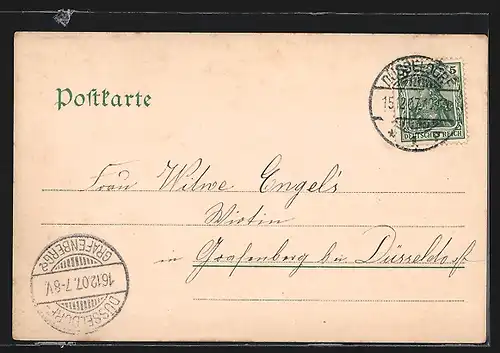 Postkarte
DÜSSELDORF
15.12.07
5
DEUTSCHES REICH
Frau Witwe Engel's
Wirtin
in Grafenberg bei Düsseldorf
DÜSSELDORF-
16.12.07. 7-8V.
GRAFENBERG